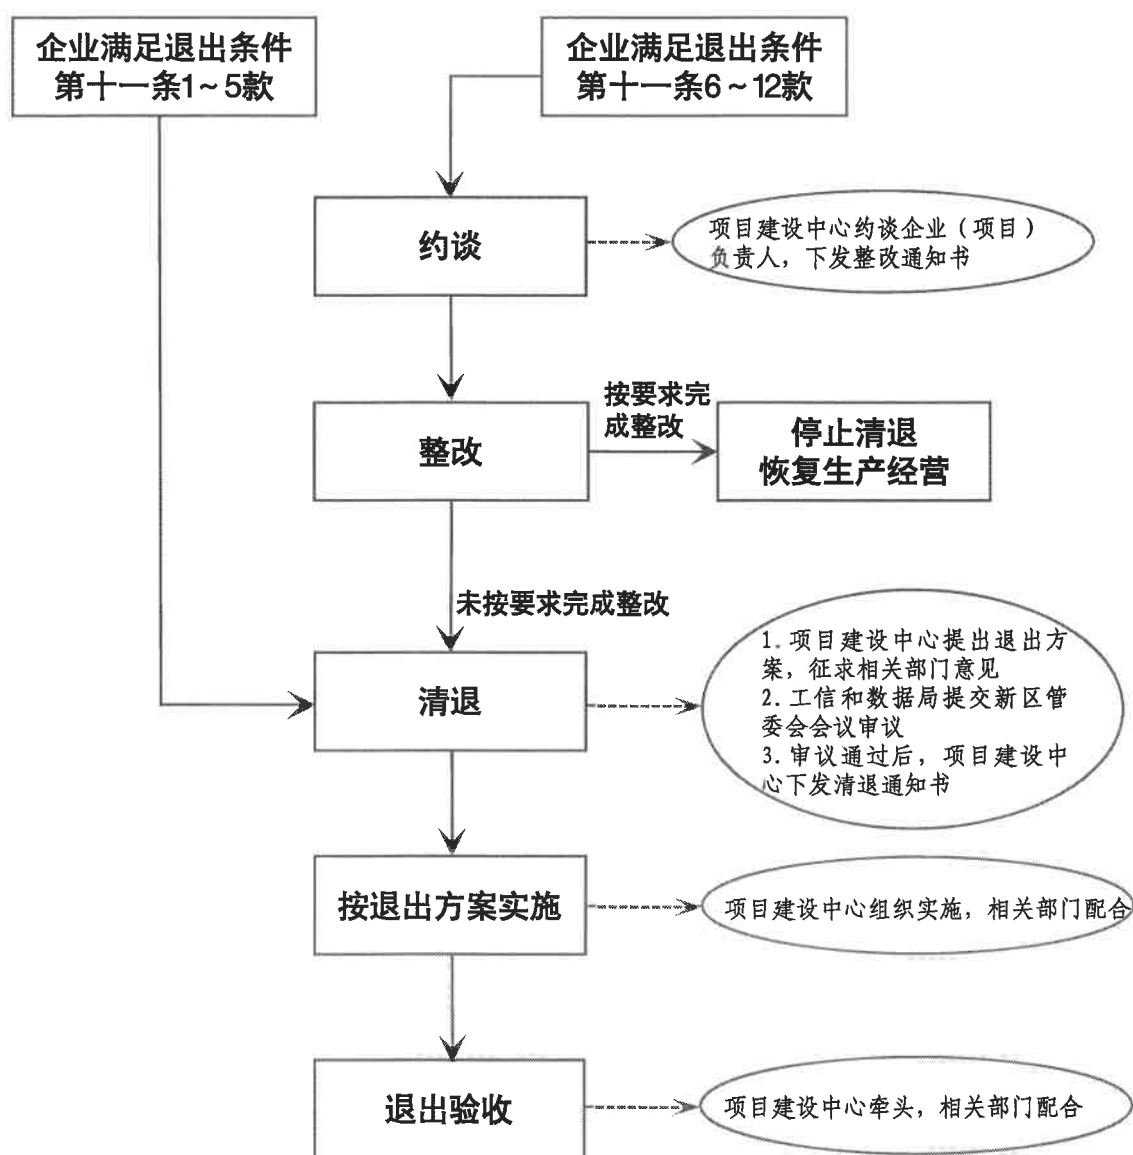 企业满足退出条件
第十一条1～5款
企业满足退出条件
第十一条6～12款
约谈
项目建设中心约谈企业（项目）
负责人，下发整改通知书
整改
按要求完
成整改
停止清退
恢复生产经营
未按要求完成整改
清退
1.项目建设中心提出退出方
案，征求相关部门意见
2.工信和数据局提交新区管
委会会议审议
3.审议通过后，项目建设中
心下发清退通知书
按退出方案实施
项目建设中心组织实施，相关部门配合
退出验收
项目建设中心牵头，相关部门配合